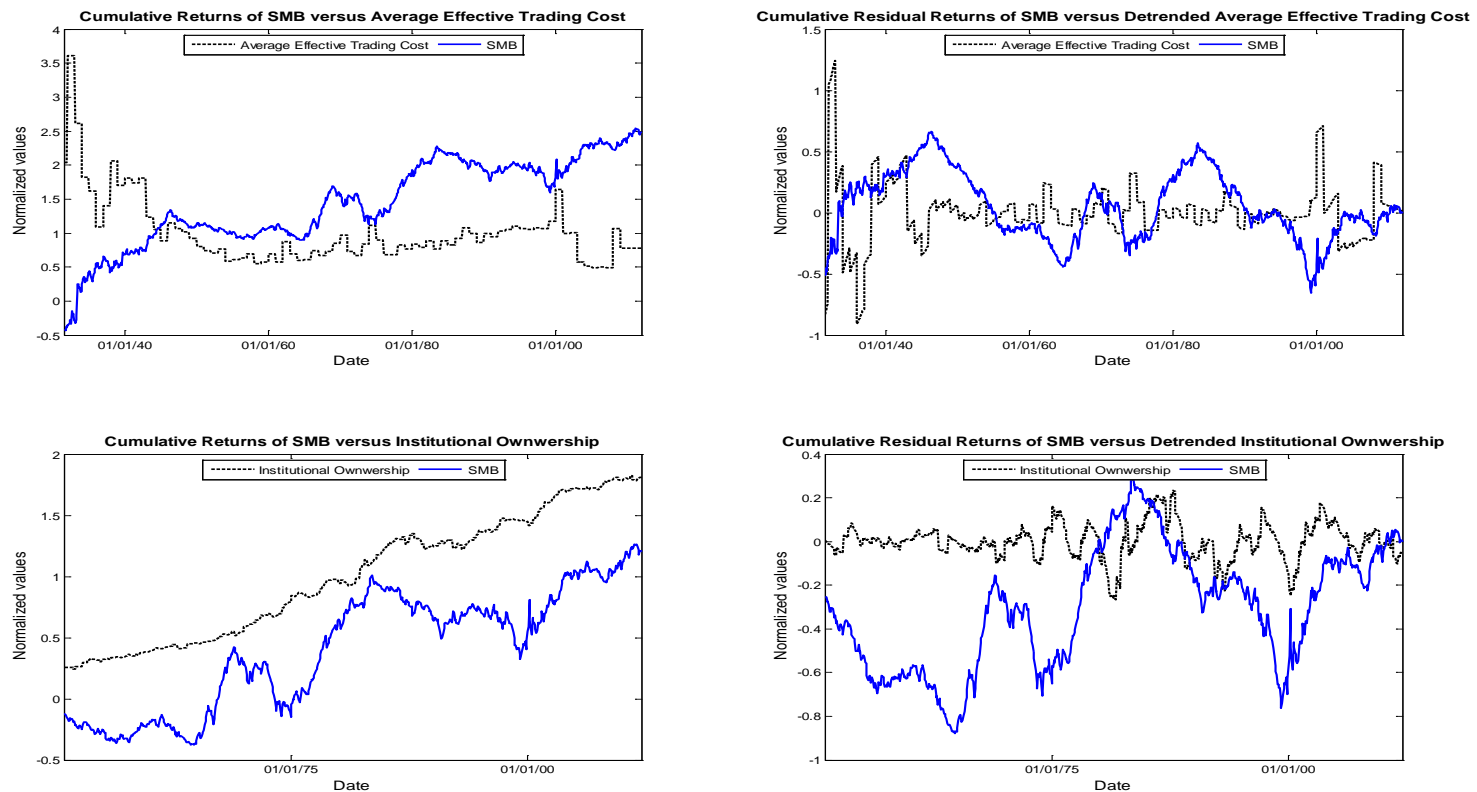 Cumulative Returns of SMB versus Average Effective Trading Cost
4
3.5
3
2.5
2
1.5
1
0.5
0
-0.5
Normalized values
Average Effective Trading Cost
SMB
01/01/40
01/01/60
01/01/80
01/01/00
Date
Cumulative Residual Returns of SMB versus Detrended Average Effective Trading Cost
1.5
1
0.5
0
-0.5
-1
Normalized values
Average Effective Trading Cost
SMB
01/01/40
01/01/60
01/01/80
01/01/00
Date
Cumulative Returns of SMB versus Institutional Ownwership
2
1.5
1
0.5
0
-0.5
Normalized values
Institutional Ownwership
SMB
01/01/75
01/01/00
Date
Cumulative Residual Returns of SMB versus Detrended Institutional Ownwership
0.4
0.2
0
-0.2
-0.4
-0.6
-0.8
-1
Normalized values
Institutional Ownwership
SMB
01/01/75
01/01/00
Date